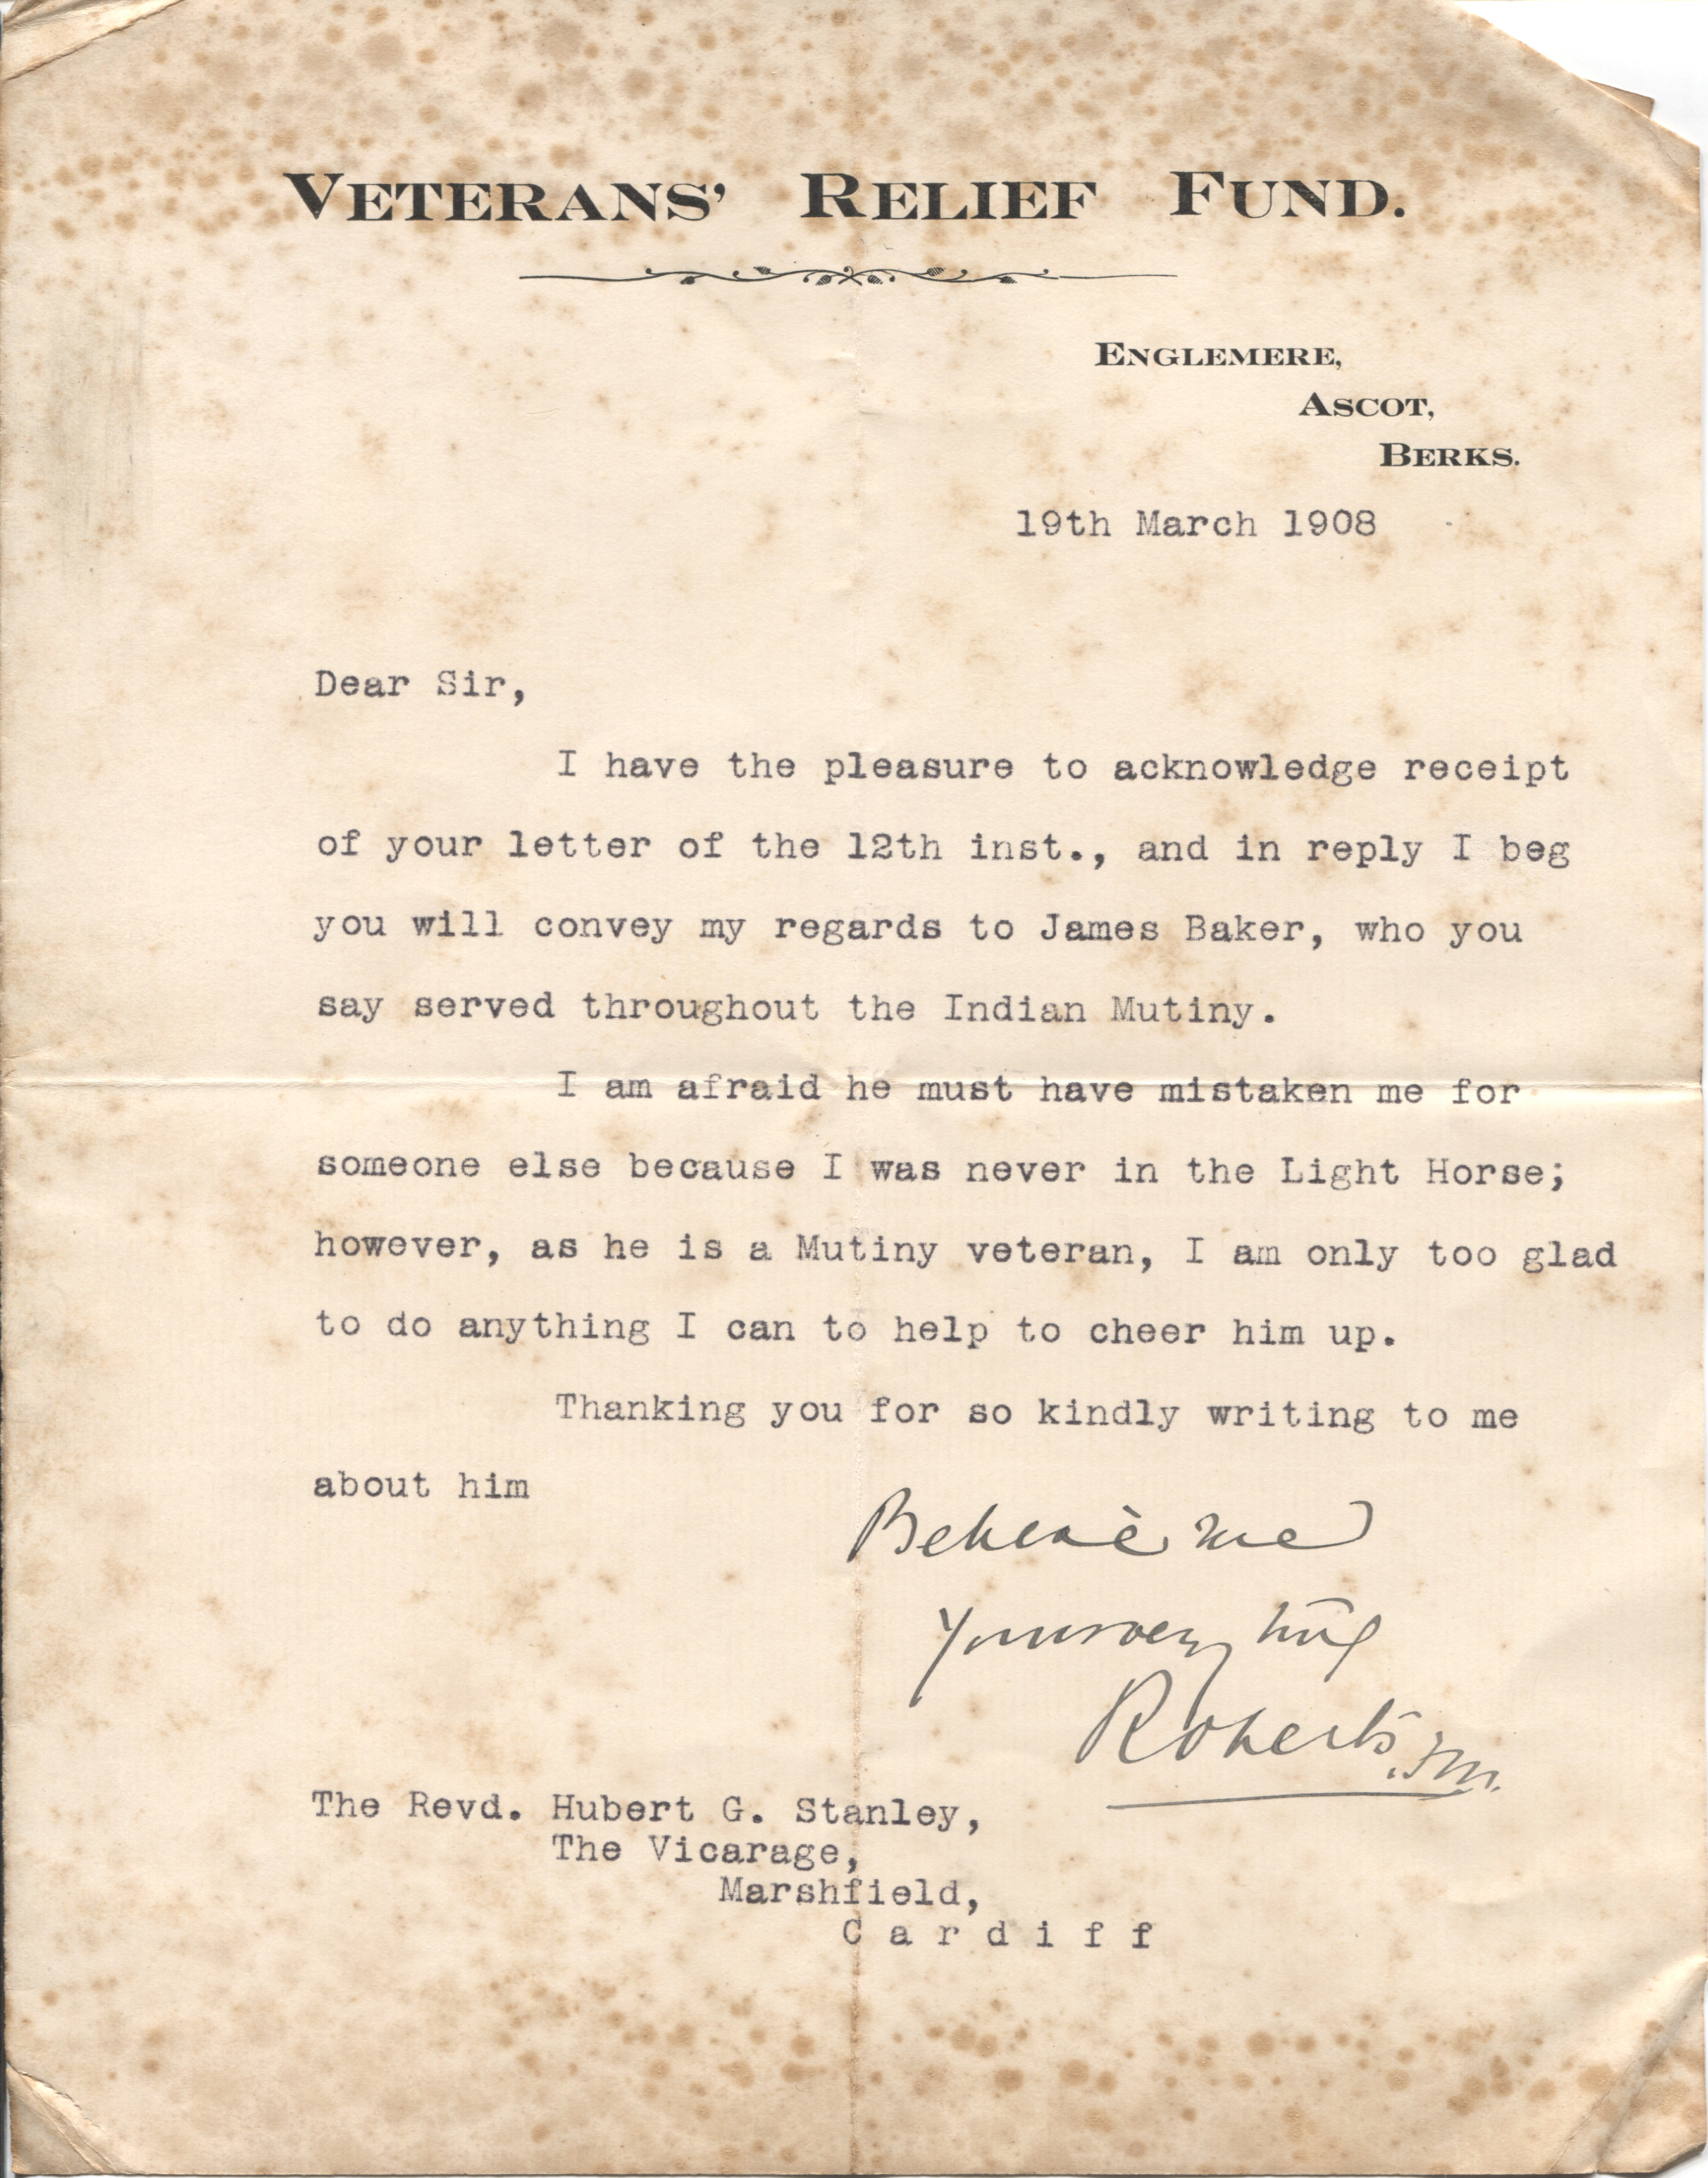 VETERANS' RELIEF FUND.
ENGLEMERE,
ASCOT,
BERKS.
19th March 1908
Dear Sir,
I have the pleasure to acknowledge receipt
of your letter of the 12th inst., and in reply I beg
you will convey my regards to James Baker, who you
say served throughout the Indian Mutiny.
I am afraid he must have mistaken me for
someone else because I was never in the Light Horse;
however, as he is a Mutiny veteran, I am only too glad
to do anything I can to help to cheer him up.
Thanking you for so kindly writing to me
about him
Believe me
Yours very truly
Roberts, F.M.
The Revd. Hubert G. Stanley,
The Vicarage,
Marshfield,
Cardiff